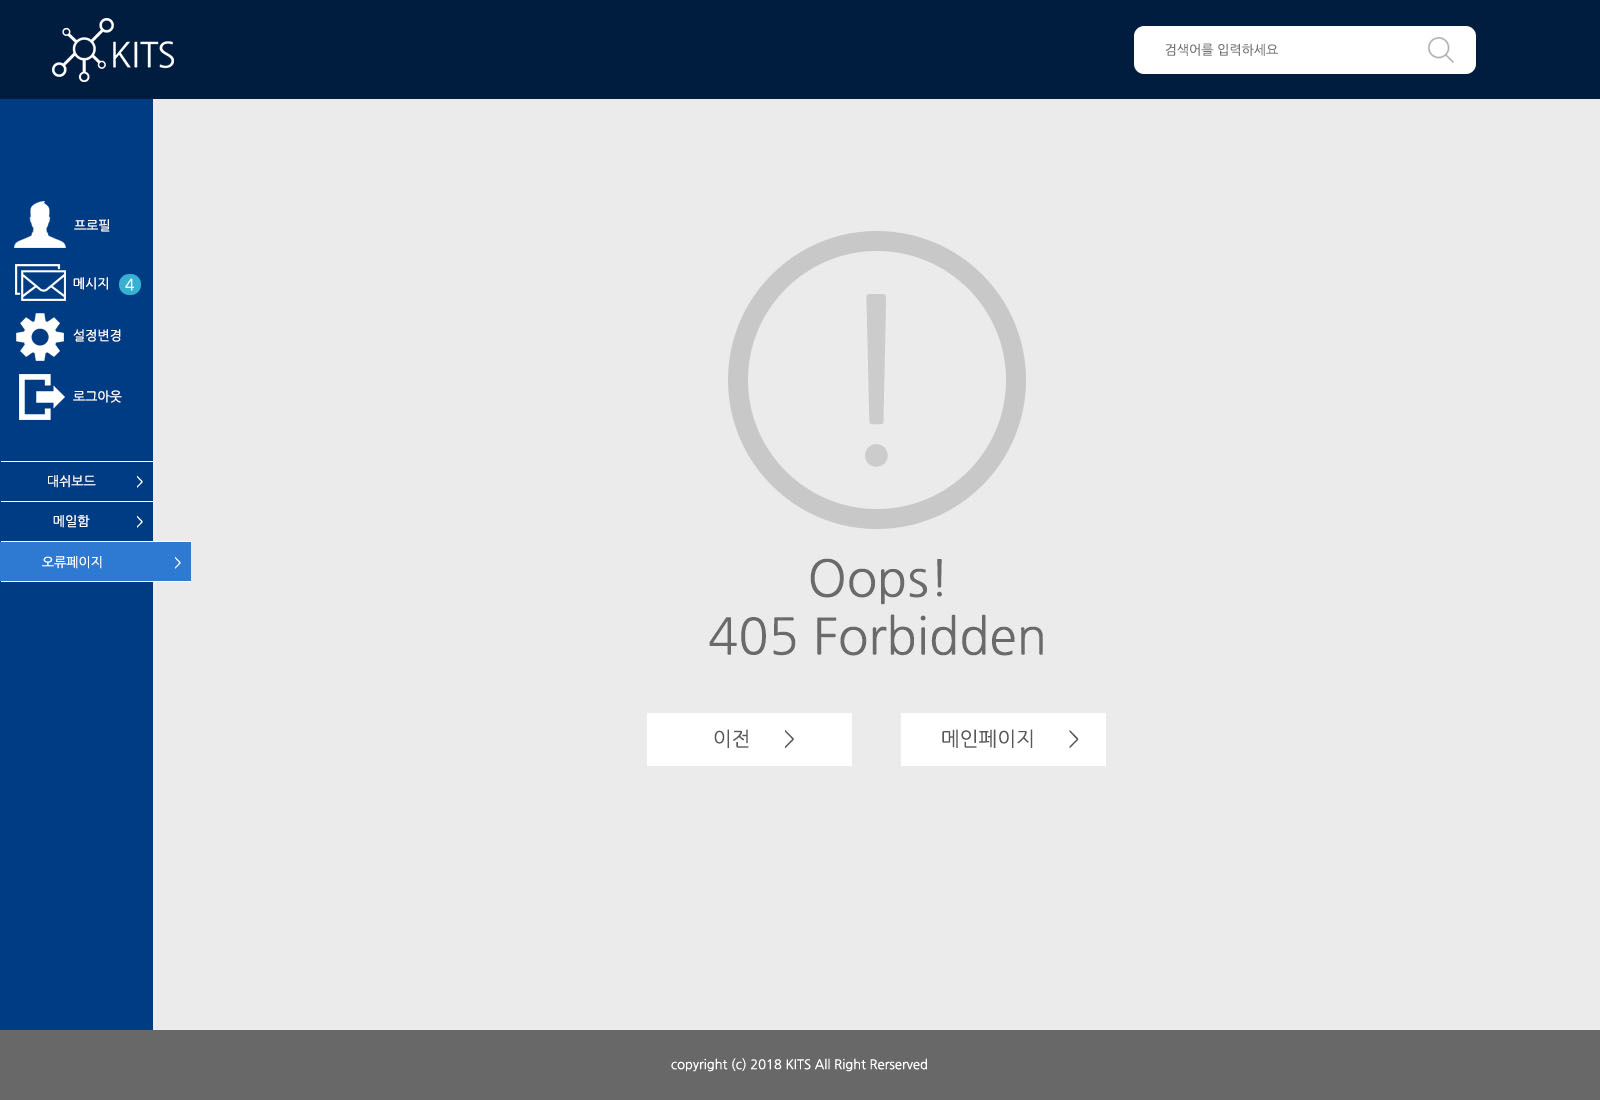 KITS
검색어를 입력하세요
프로필
메시지 4
설정변경
로그아웃
대쉬보드
메일함
오류페이지
Oops!
405 Forbidden
이전
메인페이지
copyright (c) 2018 KITS All Right Rerserved